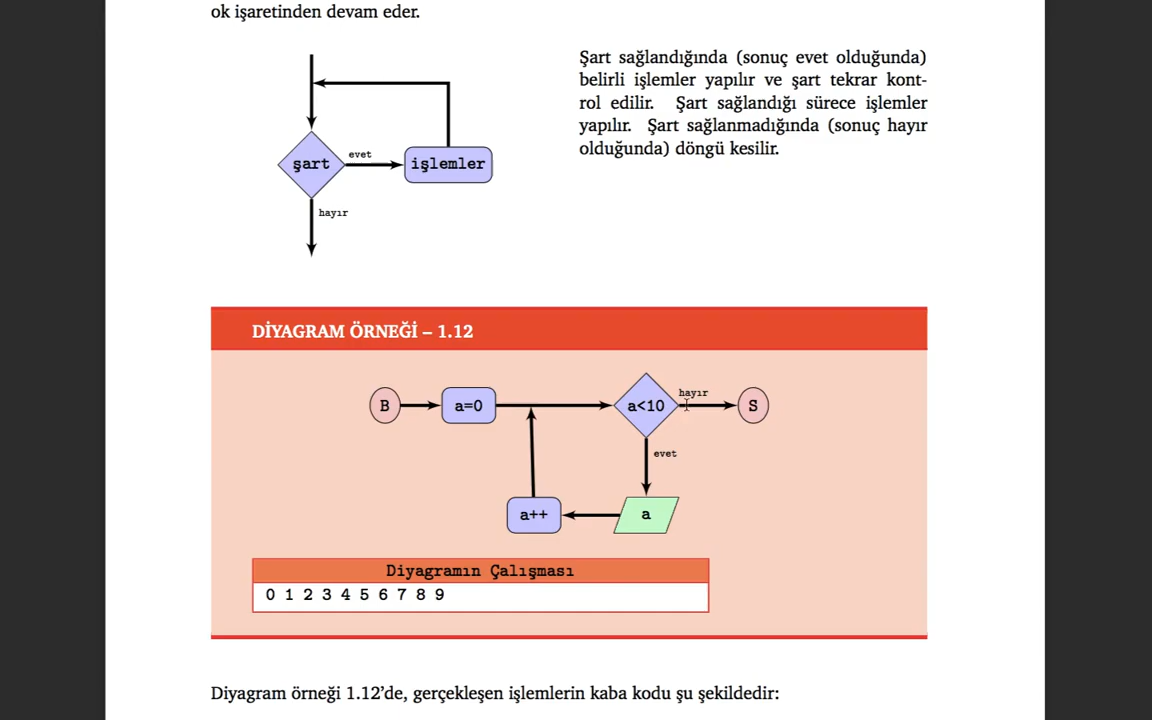 ok işaretinden devam eder.
Şart sağlandığında (sonuç evet olduğunda)
belirli işlemler yapılır ve şart tekrar kont-
rol edilir. Şart sağlandığı sürece işlemler
yapılır. Şart sağlanmadığında (sonuç hayır
olduğunda) döngü kesilir.
şart
evet
işlemler
hayır
DİYAGRAM ÖRNEĞİ – 1.12
B
a=0
a<10
hayır
S
evet
a++
a
Diyagramın Çalışması
0 1 2 3 4 5 6 7 8 9
Diyagram örneği 1.12’de, gerçekleşen işlemlerin kaba kodu şu şekildedir: